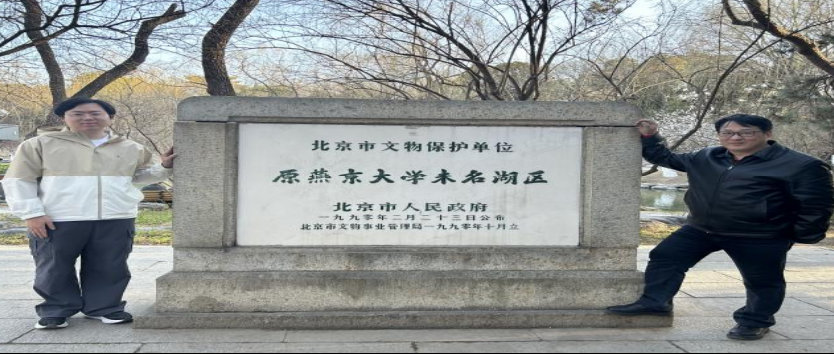 北京市文物保护单位
原燕京大学未名湖区
北京市人民政府
一九九零年二月二十三日公布
北京市文物事业管理局一九九零年十月立